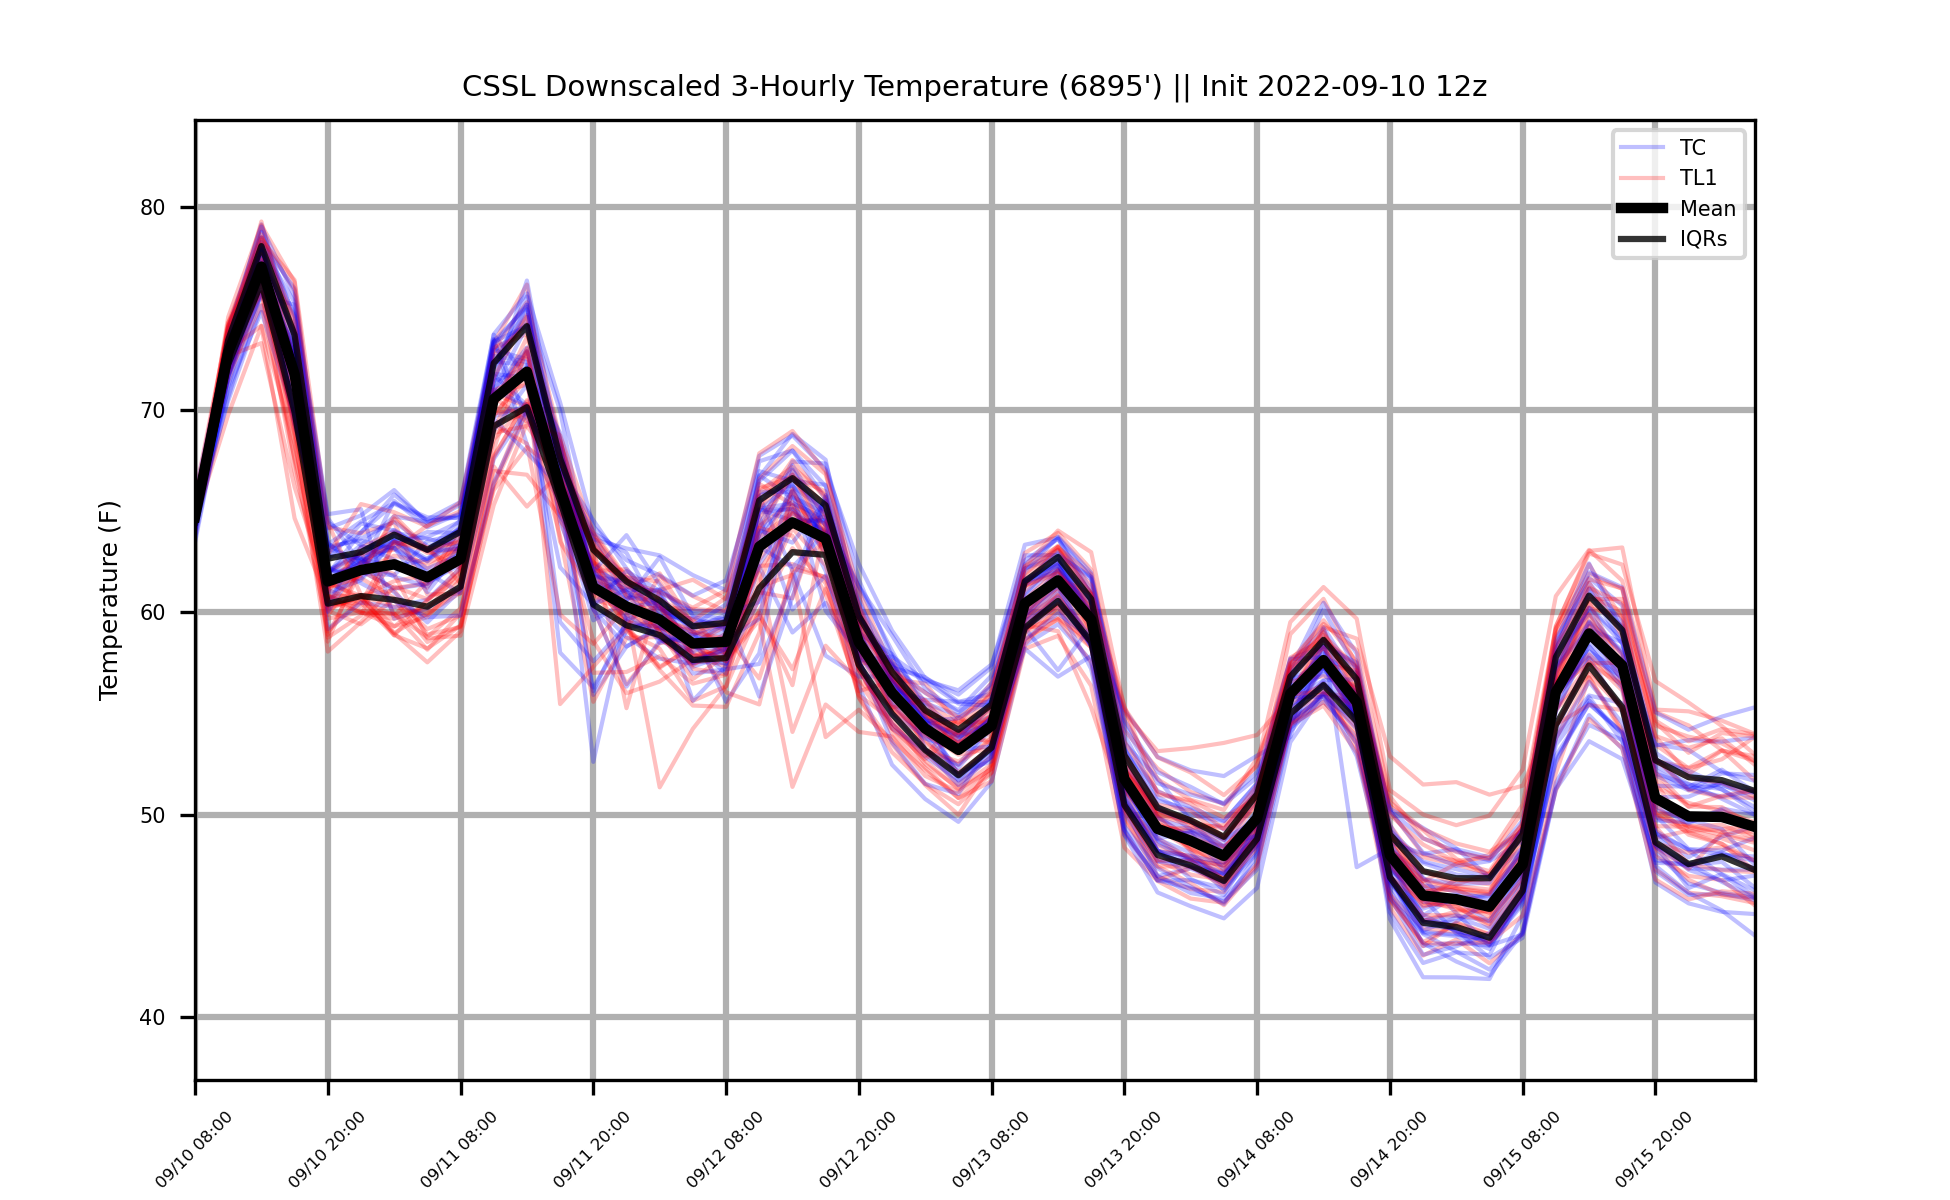 CSSL Downscaled 3-Hourly Temperature (6895') || Init 2022-09-10 12z
TC
TL1
Mean
IQRs
Temperature (F)
80
70
60
50
40
09/10 08:00
09/10 20:00
09/11 08:00
09/11 20:00
09/12 08:00
09/12 20:00
09/13 08:00
09/13 20:00
09/14 08:00
09/14 20:00
09/15 08:00
09/15 20:00